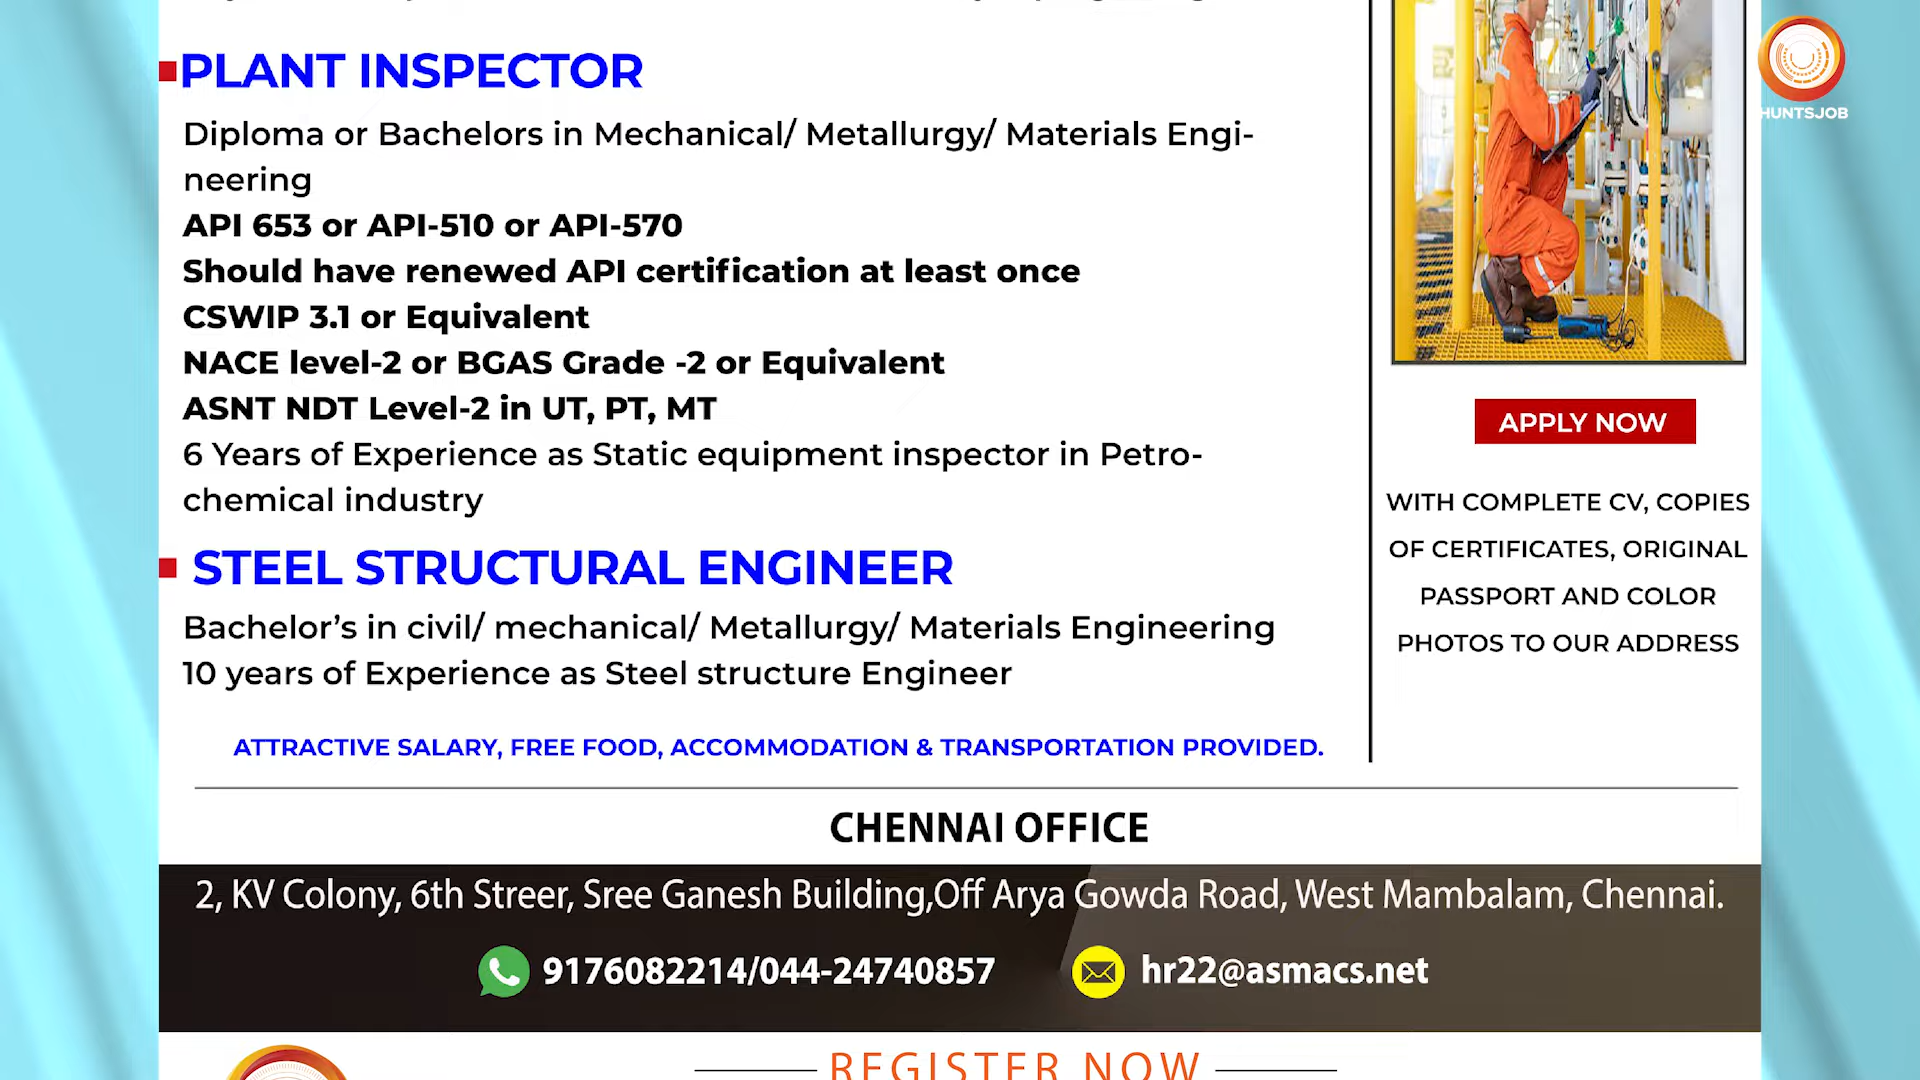 PLANT INSPECTOR
Diploma or Bachelors in Mechanical/ Metallurgy/ Materials Engi-
neering
API 653 or API-510 or API-570
Should have renewed API certification at least once
CSWIP 3.1 or Equivalent
NACE level-2 or BGAS Grade -2 or Equivalent
ASNT NDT Level-2 in UT, PT, MT
6 Years of Experience as Static equipment inspector in Petro-
chemical industry
STEEL STRUCTURAL ENGINEER
Bachelor's in civil/ mechanical/ Metallurgy/ Materials Engineering
10 years of Experience as Steel structure Engineer
ATTRACTIVE SALARY, FREE FOOD, ACCOMMODATION & TRANSPORTATION PROVIDED.
HUNTSJOB
APPLY NOW
WITH COMPLETE CV, COPIES
OF CERTIFICATES, ORIGINAL
PASSPORT AND COLOR
PHOTOS TO OUR ADDRESS
CHENNAI OFFICE
2, KV Colony, 6th Streer, Sree Ganesh Building,Off Arya Gowda Road, West Mambalam, Chennai.
9176082214/044-24740857
hr22@asmacs.net
REGISTER NOW